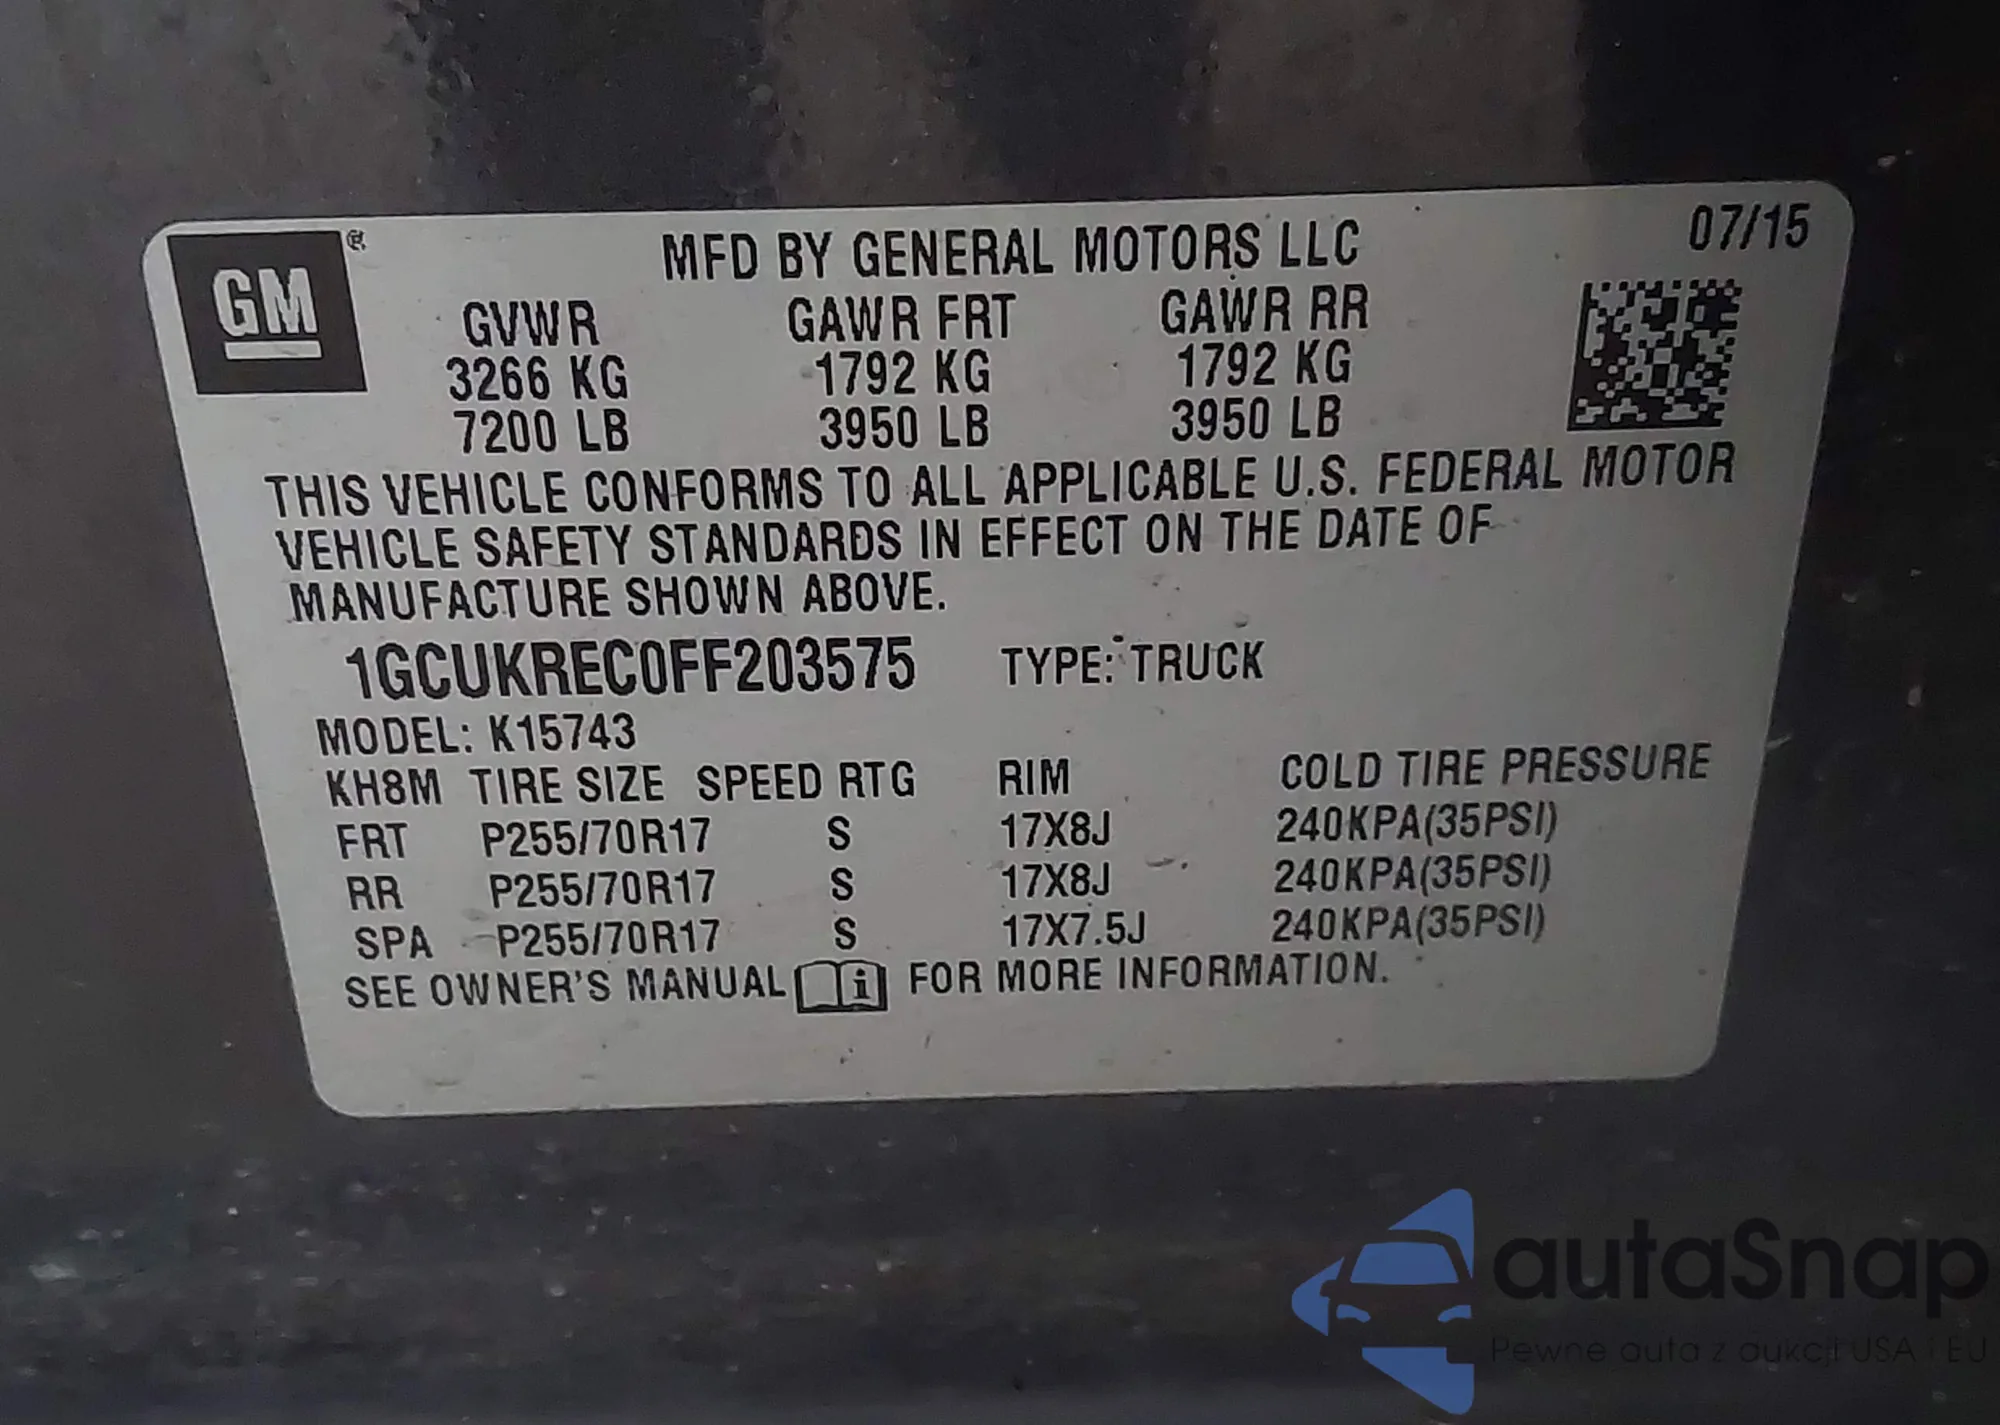 GM ® MFD BY GENERAL MOTORS LLC 07/15
GVWR GAWR FRT GAWR RR
3266 KG 1792 KG 1792 KG
7200 LB 3950 LB 3950 LB
THIS VEHICLE CONFORMS TO ALL APPLICABLE U.S. FEDERAL MOTOR
VEHICLE SAFETY STANDARDS IN EFFECT ON THE DATE OF
MANUFACTURE SHOWN ABOVE.
1GCUKREC0FF203575 TYPE: TRUCK
MODEL: K15743
KH8M TIRE SIZE SPEED RTG RIM COLD TIRE PRESSURE
FRT P255/70R17 S 17X8J 240KPA(35PSI)
RR P255/70R17 S 17X8J 240KPA(35PSI)
SPA P255/70R17 S 17X7.5J 240KPA(35PSI)
SEE OWNER'S MANUAL i FOR MORE INFORMATION.
autaSnap
Pewne auta z aukcji USA i EU